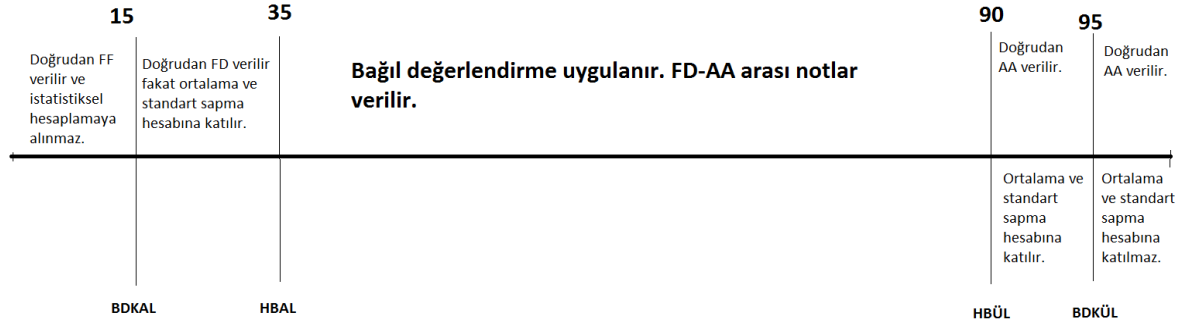 15
35
90
95
Doğrudan FF
verilir ve
istatistiksel
hesaplamaya
alınmaz.
Doğrudan FD verilir
fakat ortalama ve
standart sapma
hesabına katılır.
Bağıl değerlendirme uygulanır. FD-AA arası notlar
verilir.
Doğrudan
AA verilir.
Doğrudan
AA verilir.
Ortalama ve
standart
sapma
hesabına
katılır.
Ortalama
ve standart
sapma
hesabına
katılmaz.
BDKAL
HBAL
HBÜL
BDKÜL